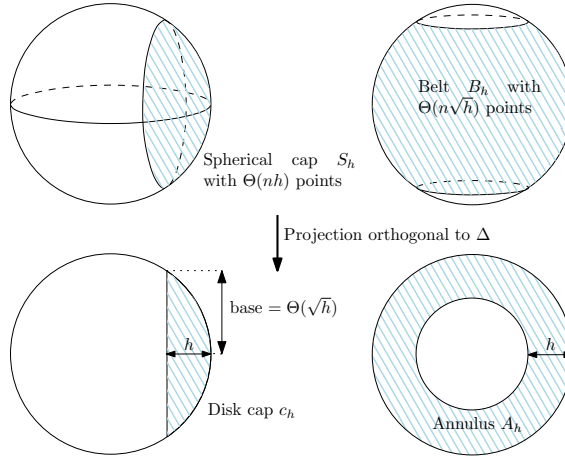 Belt B_h with
Θ(n√h) points
Spherical cap S_h
with Θ(nh) points
Projection orthogonal to Δ
base = Θ(√h)
h
h
Disk cap c_h
Annulus A_h